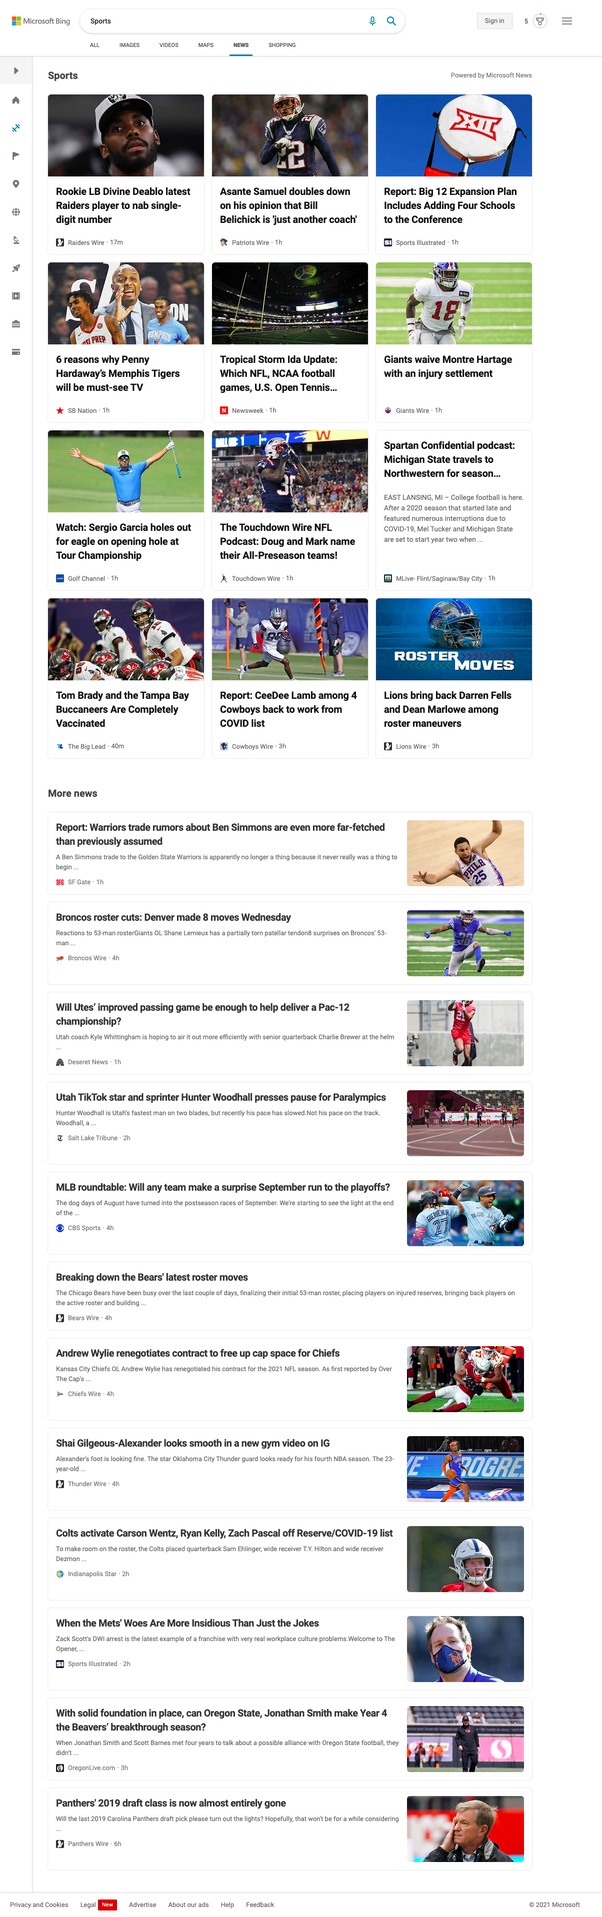 Microsoft Bing
Sports
Sign in
5
ALL
IMAGES
VIDEOS
MAPS
NEWS
SHOPPING
Sports
Powered by Microsoft News
Rookie LB Divine Deablo latest
Raiders player to nab single-
digit number
Raiders Wire · 17m
Asante Samuel doubles down
on his opinion that Bill
Belichick is 'just another coach'
Patriots Wire · 1h
XII
Report: Big 12 Expansion Plan
Includes Adding Four Schools
to the Conference
Sports Illustrated · 1h
6 reasons why Penny
Hardaway's Memphis Tigers
will be must-see TV
SB Nation · 1h
Tropical Storm Ida Update:
Which NFL, NCAA football
games, U.S. Open Tennis...
Newsweek · 1h
18
Giants waive Montre Hartage
with an injury settlement
Giants Wire · 1h
Watch: Sergio Garcia holes out
for eagle on opening hole at
Tour Championship
Golf Channel · 1h
The Touchdown Wire NFL
Podcast: Doug and Mark name
their All-Preseason teams!
Touchdown Wire · 1h
Spartan Confidential podcast:
Michigan State travels to
Northwestern for season...
EAST LANSING, MI – College football is here.
After a 2020 season that started late and
featured numerous interruptions due to
COVID-19, Mel Tucker and Michigan State
are set to start year two when ...
MLive- Flint/Saginaw/Bay City · 1h
Tom Brady and the Tampa Bay
Buccaneers Are Completely
Vaccinated
The Big Lead · 40m
Report: CeeDee Lamb among 4
Cowboys back to work from
COVID list
Cowboys Wire · 3h
ROSTER
MOVES
Lions bring back Darren Fells
and Dean Marlowe among
roster maneuvers
Lions Wire · 3h
More news
Report: Warriors trade rumors about Ben Simmons are even more far-fetched
than previously assumed
A Ben Simmons trade to the Golden State Warriors is apparently no longer a thing because it never really was a thing to
begin ...
SF Gate · 1h
PHILA
25
Broncos roster cuts: Denver made 8 moves Wednesday
Reactions to 53-man rosterGiants OL Shane Lemieux has a partially torn patellar tendon8 surprises on Broncos' 53-
man ...
Broncos Wire · 4h
Will Utes' improved passing game be enough to help deliver a Pac-12
championship?
Utah coach Kyle Whittingham is hoping to air it out more efficiently with senior quarterback Charlie Brewer at the helm
...
Deseret News · 1h
Utah TikTok star and sprinter Hunter Woodhall presses pause for Paralympics
Hunter Woodhall is Utah's fastest man on two blades, but recently his pace has slowed.Not his pace on the track.
Woodhall, a ...
Salt Lake Tribune · 2h
MLB roundtable: Will any team make a surprise September run to the playoffs?
The dog days of August have turned into the postseason races of September. We're starting to see the light at the end
of the ...
CBS Sports · 4h
27
Breaking down the Bears' latest roster moves
The Chicago Bears have been busy over the last couple of days, finalizing their initial 53-man roster, placing players on injured reserves, bringing back players on
the active roster and building ...
Bears Wire · 4h
Andrew Wylie renegotiates contract to free up cap space for Chiefs
Kansas City Chiefs OL Andrew Wylie has renegotiated his contract for the 2021 NFL season. As first reported by Over
The Cap's ...
Chiefs Wire · 4h
Shai Gilgeous-Alexander looks smooth in a new gym video on IG
Alexander's foot is looking fine. The star Oklahoma City Thunder guard looks ready for his fourth NBA season. The 23-
year-old ...
Thunder Wire · 4h
Colts activate Carson Wentz, Ryan Kelly, Zach Pascal off Reserve/COVID-19 list
To make room on the roster, the Colts placed quarterback Sam Ehlinger, wide receiver T.Y. Hilton and wide receiver
Dezmon ...
Indianapolis Star · 2h
When the Mets' Woes Are More Insidious Than Just the Jokes
Zack Scott's DWI arrest is the latest example of a franchise with very real workplace culture problems.Welcome to The
Opener, ...
Sports Illustrated · 2h
With solid foundation in place, can Oregon State, Jonathan Smith make Year 4
the Beavers' breakthrough season?
When Jonathan Smith and Scott Barnes met four years to talk about a possible alliance with Oregon State football, they
didn't ...
OregonLive.com · 3h
Panthers' 2019 draft class is now almost entirely gone
Will the last 2019 Carolina Panthers draft pick please turn out the lights? Hopefully, that won't be for a while considering
...
Panthers Wire · 6h
Privacy and Cookies
Legal
New
Advertise
About our ads
Help
Feedback
© 2021 Microsoft